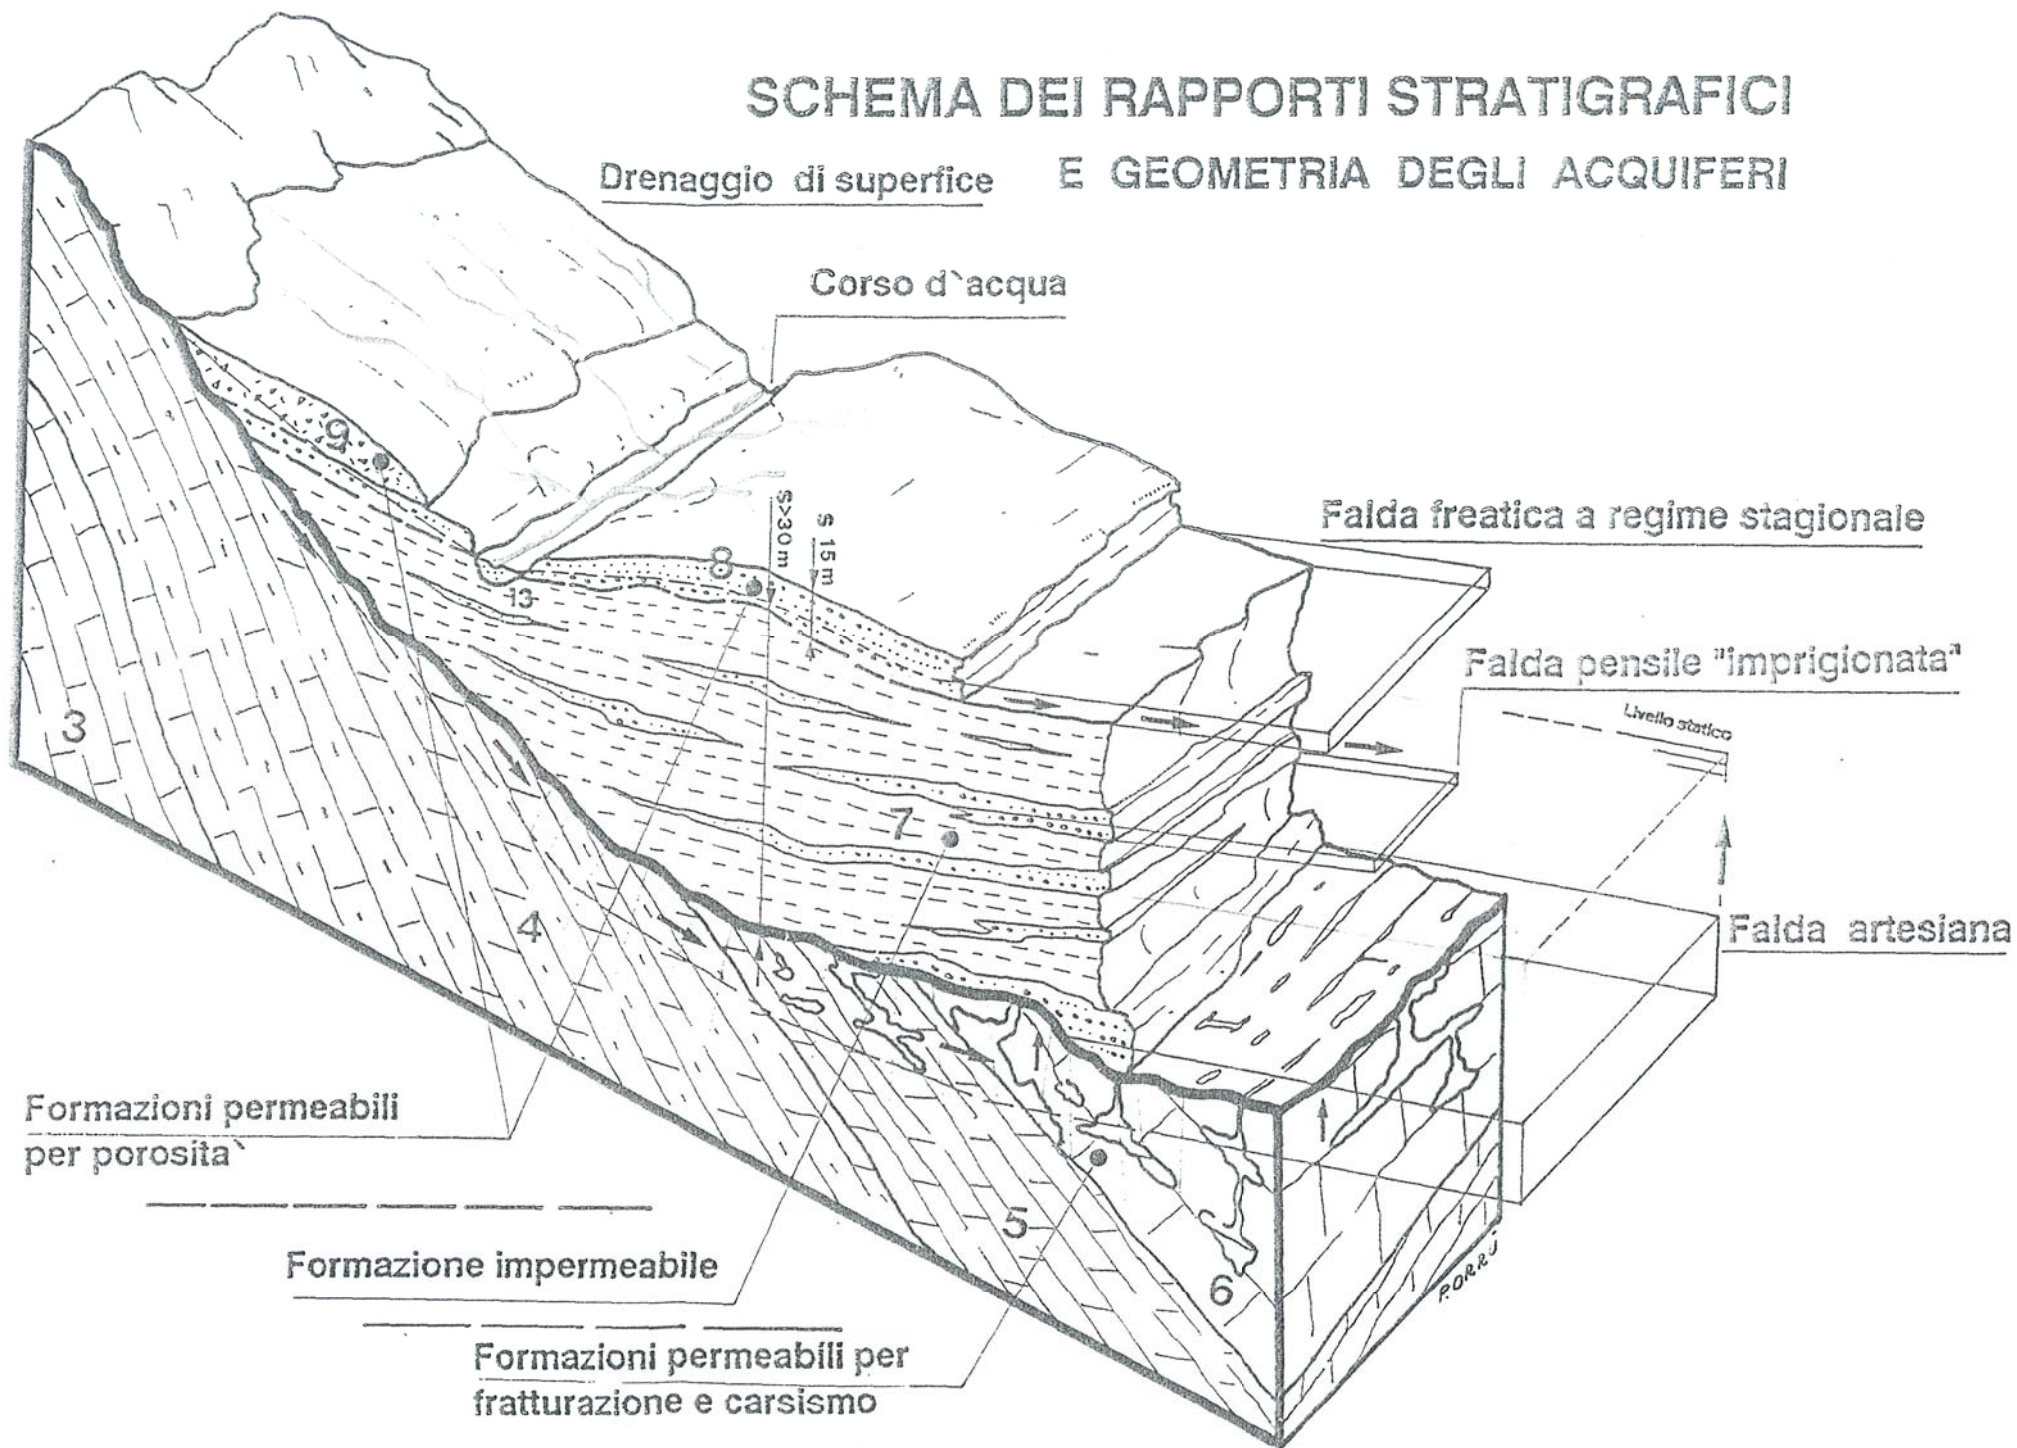 SCHEMA DEI RAPPORTI STRATIGRAFICI
E GEOMETRIA DEGLI ACQUIFERI
Drenaggio di superfice
Corso d`acqua
9
S>30 m
S 15 m
Falda freatica a regime stagionale
8
13
Falda pensile "imprigionata"
Livello statico
3
7
4
Falda artesiana
Formazioni permeabili
per porosita`
5
Formazione impermeabile
6
P.ORRÙ
Formazioni permeabili per
fratturazione e carsismo